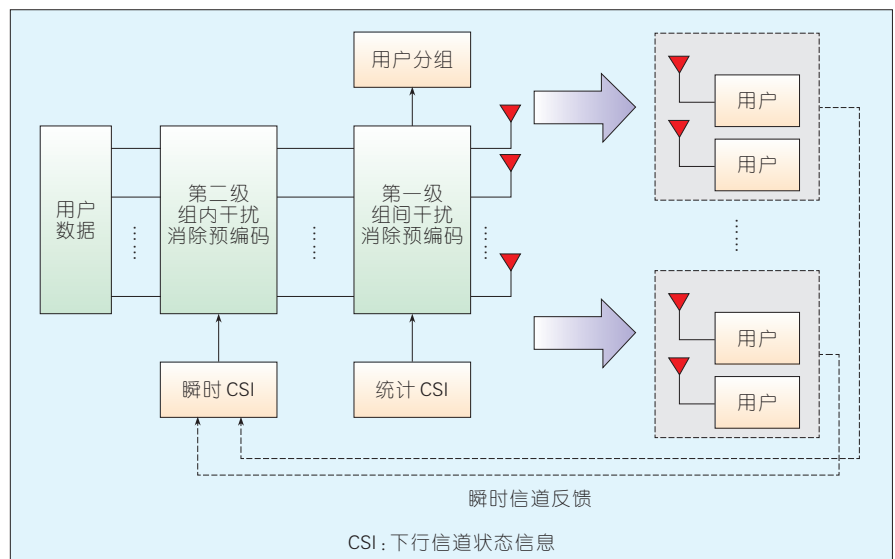 用户分组
用户
用户
用户
数据
第二级
组内干扰
消除预编码
第一级
组间干扰
消除预编码
瞬时 CSI
统计 CSI
用户
用户
瞬时信道反馈
CSI：下行信道状态信息